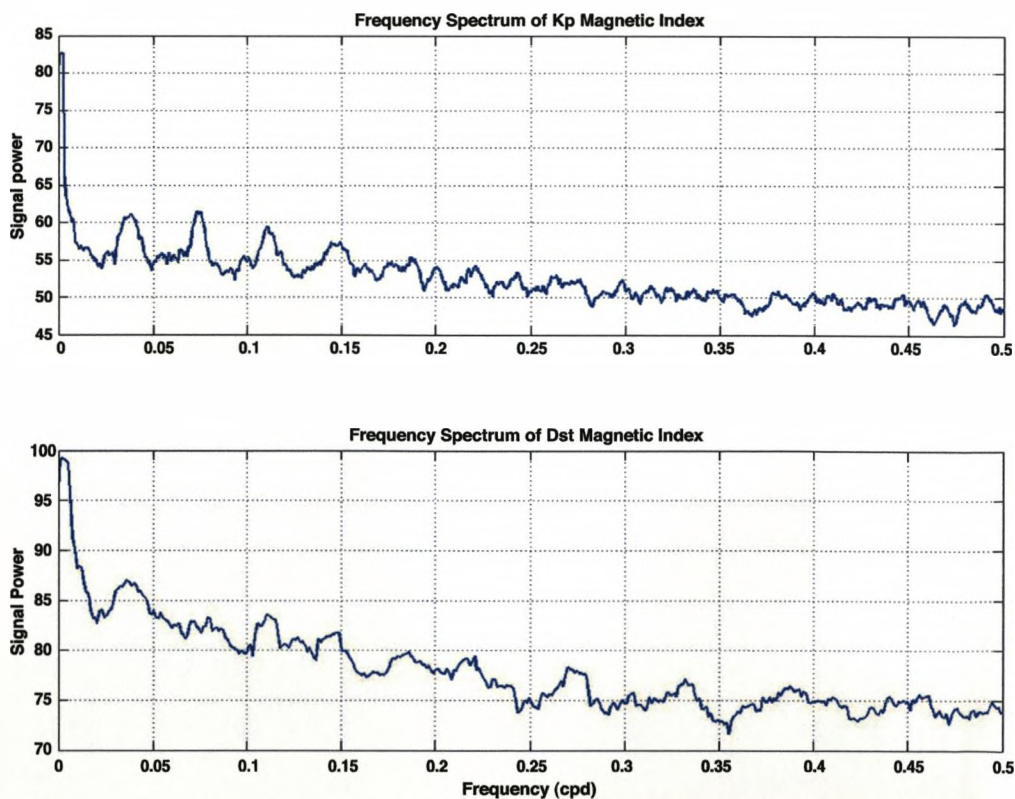 Frequency Spectrum of Kp Magnetic Index
85
80
75
70
65
60
55
50
45
Signal power
0 0.05 0.1 0.15 0.2 0.25 0.3 0.35 0.4 0.45 0.5
Frequency Spectrum of Dst Magnetic Index
100
95
90
85
80
75
70
Signal Power
0 0.05 0.1 0.15 0.2 0.25 0.3 0.35 0.4 0.45 0.5
Frequency (cpd)